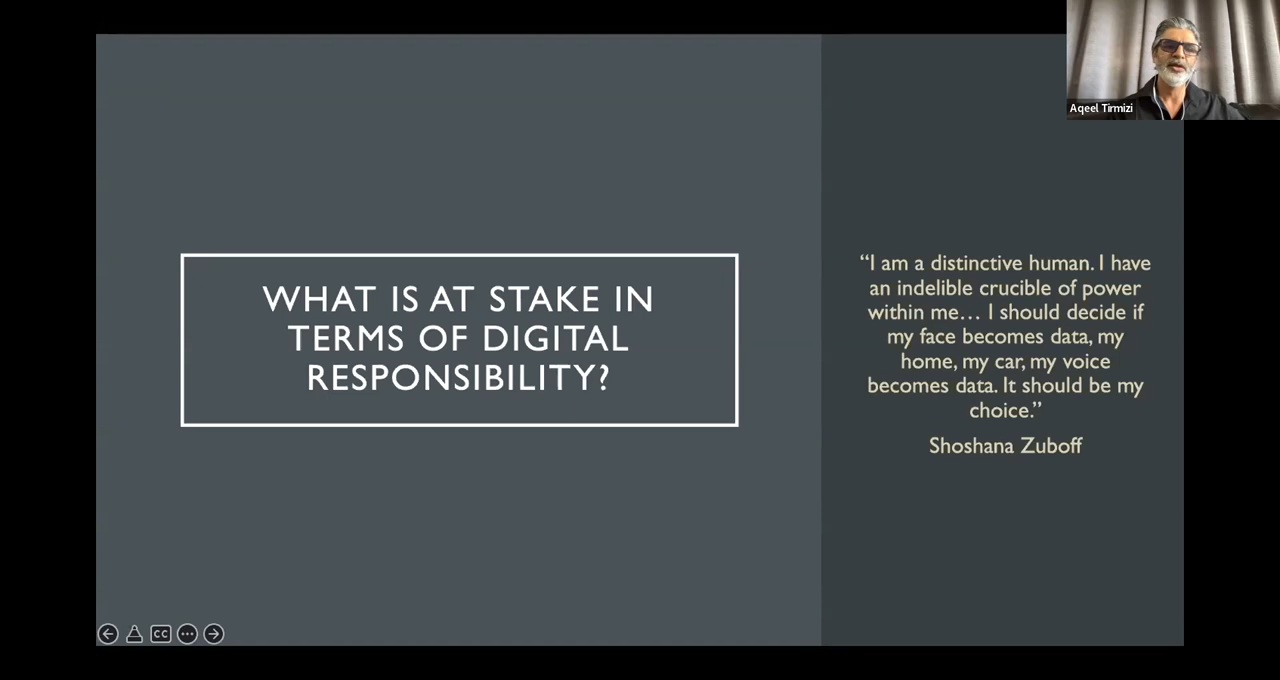 Aqeel Tirmizi
WHAT IS AT STAKE IN
TERMS OF DIGITAL
RESPONSIBILITY?
“I am a distinctive human. I have
an indelible crucible of power
within me… I should decide if
my face becomes data, my
home, my car, my voice
becomes data. It should be my
choice.”
Shoshana Zuboff
CC